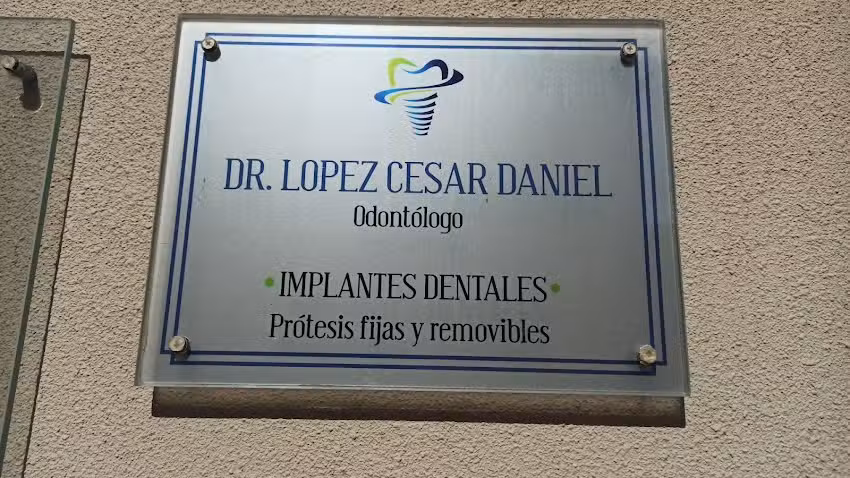 DR. LOPEZ CESAR DANIEL
Odontólogo
• IMPLANTES DENTALES •
Prótesis fijas y removibles